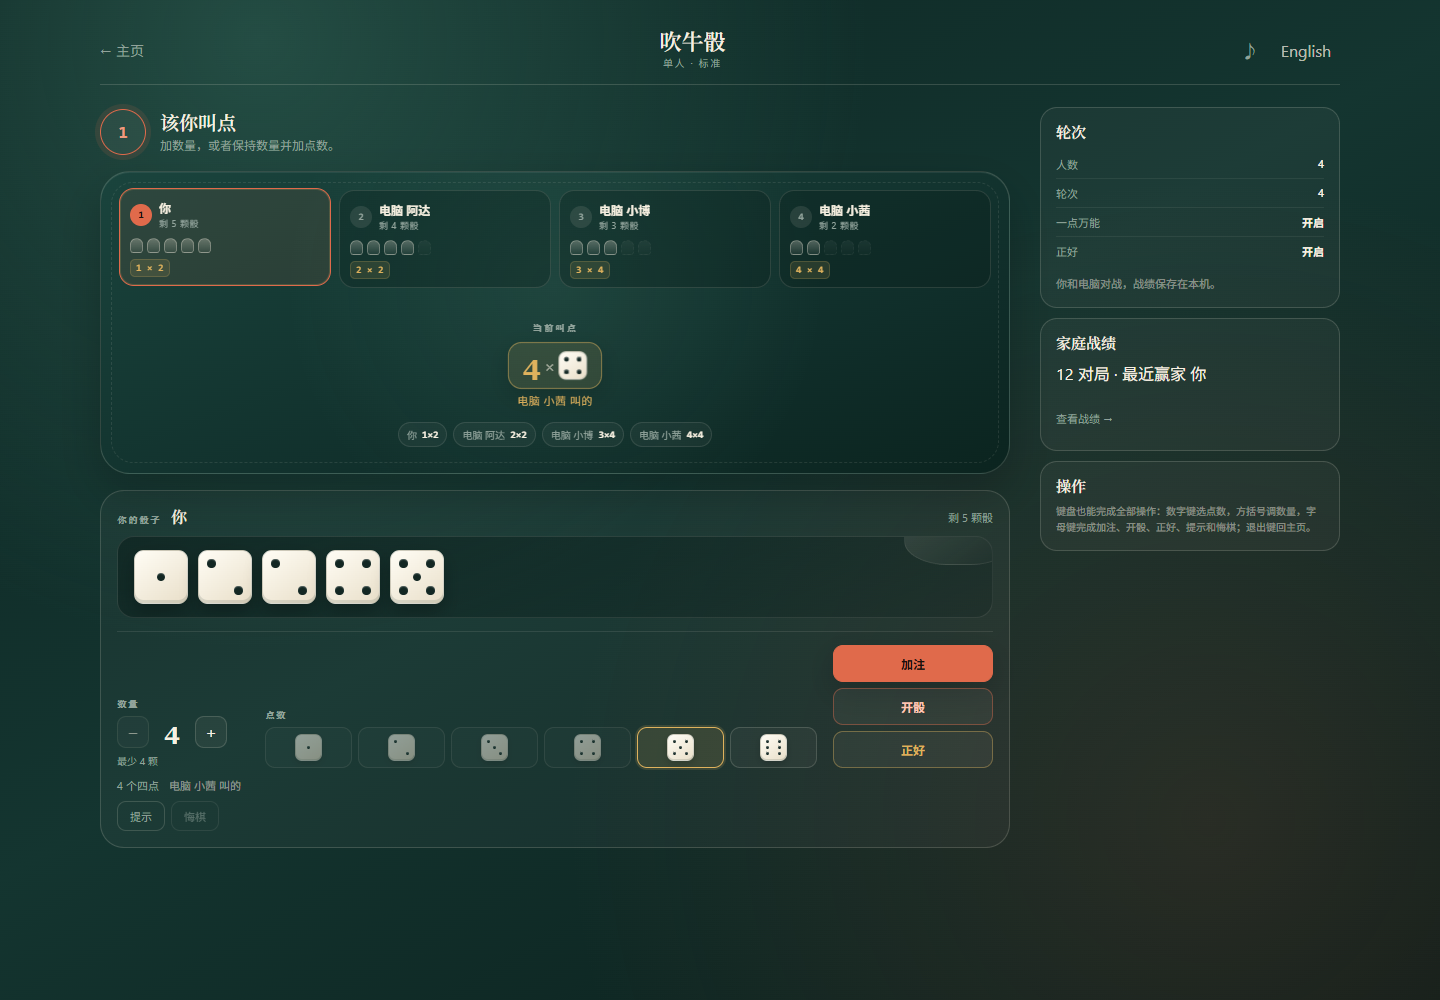 ← 主页
吹牛骰
单人 · 标准
♪ English
1
该你叫点
加数量，或者保持数量并加点数。
1 你
剩 5 颗骰
1 × 2
2 电脑 阿达
剩 4 颗骰
2 × 2
3 电脑 小博
剩 3 颗骰
3 × 4
4 电脑 小茜
剩 2 颗骰
4 × 4
当前叫点
4 ×
电脑 小茜 叫的
你 1×2
电脑 阿达 2×2
电脑 小博 3×4
电脑 小茜 4×4
你的骰子 你
剩 5 颗骰
数量
− 4 +
最少 4 颗
点数
加注
开骰
正好
4 个四点 电脑 小茜 叫的
提示 悔棋
轮次
人数 4
轮次 4
一点万能 开启
正好 开启
你和电脑对战，战绩保存在本机。
家庭战绩
12 对局 · 最近赢家 你
查看战绩 →
操作
键盘也能完成全部操作：数字键选点数，方括号调数量，字
母键完成加注、开骰、正好、提示和悔棋；退出键回主页。